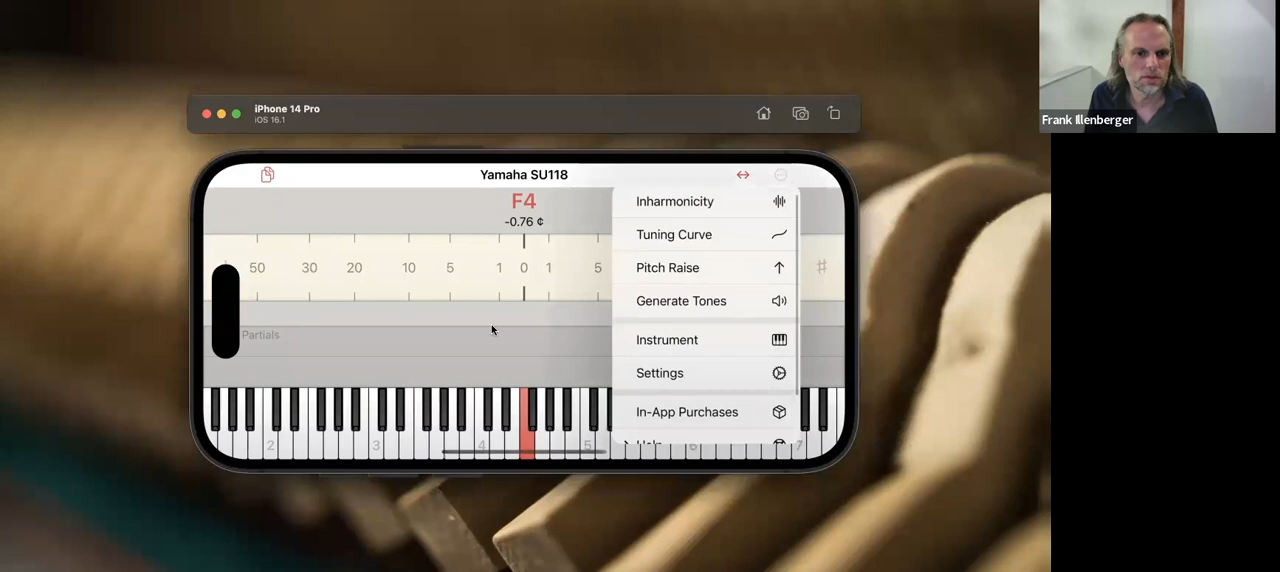 iPhone 14 Pro
iOS 16.1
Yamaha SU118
F4
-0.76 ¢
50 30 20 10 5 1 0 1 5 ♯
Partials
Inharmonicity
Tuning Curve
Pitch Raise
Generate Tones
Instrument
Settings
In-App Purchases
Help
2 3 4 5 6 7
Frank Illenberger